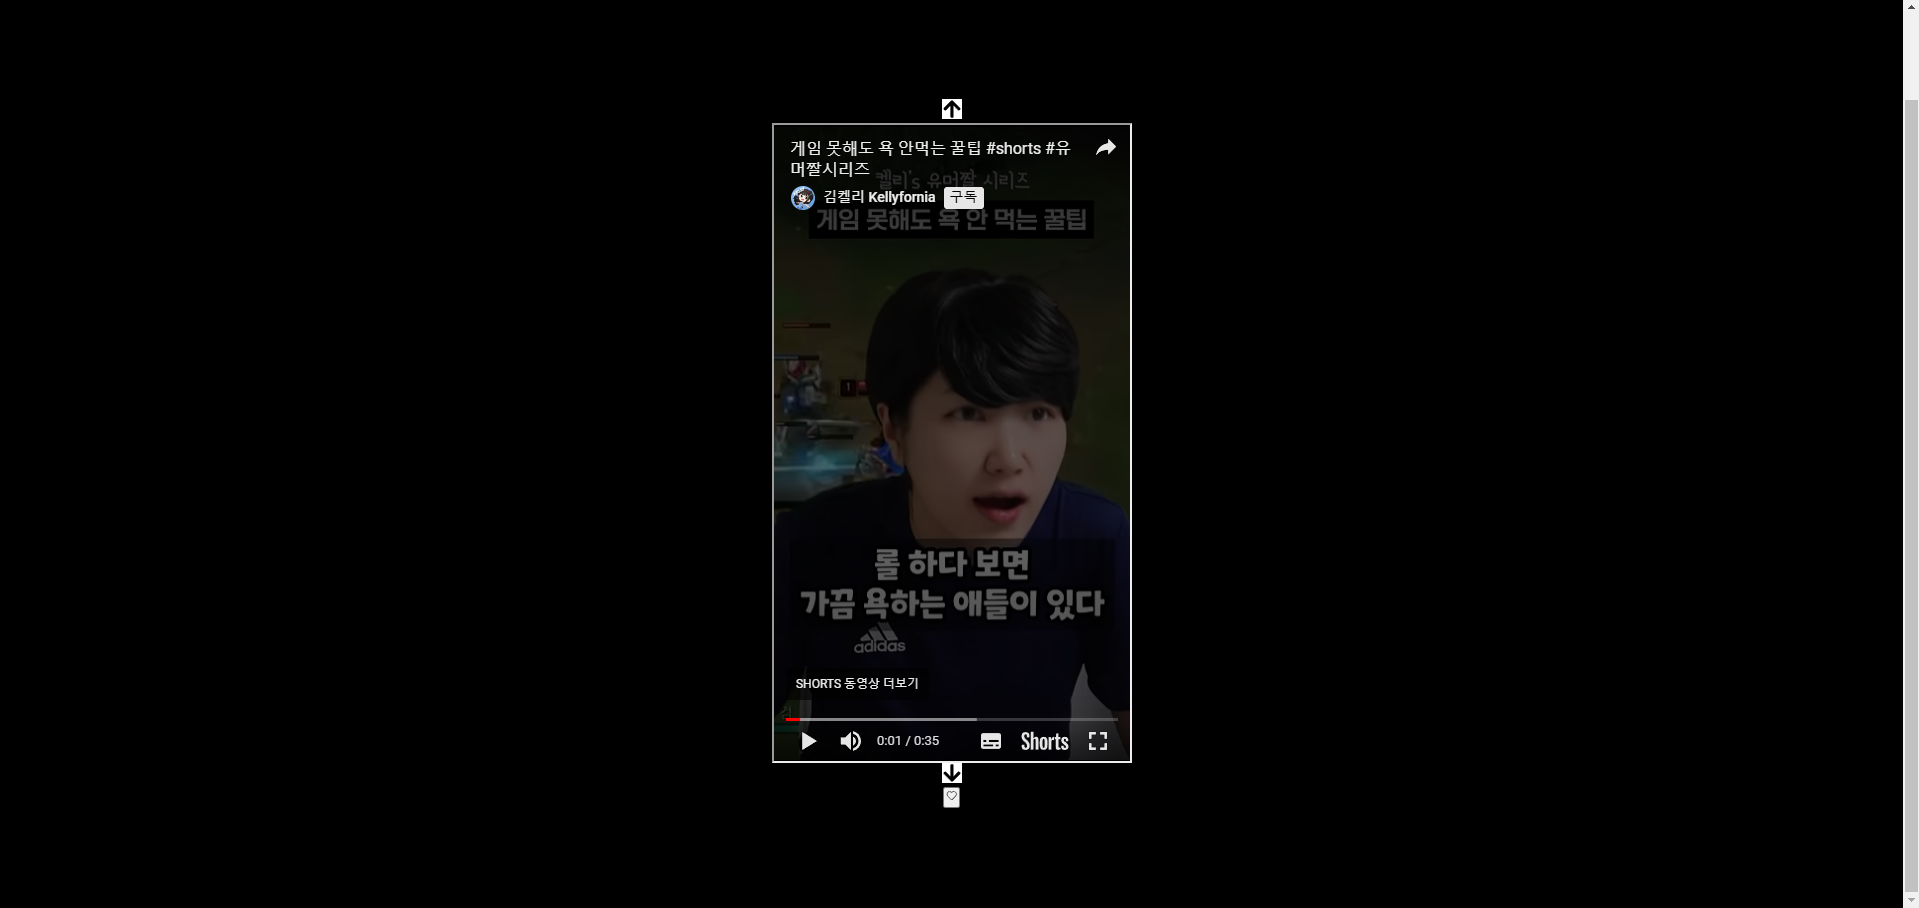 게임 못해도 욕 안먹는 꿀팁 #shorts #유
머짤시리즈
켈리's 유머짤 시리즈
김켈리 Kellyfornia 구독
게임 못해도 욕 안 먹는 꿀팁
1
롤 하다 보면
가끔 욕하는 애들이 있다
adidas
SHORTS 동영상 더보기
0:01 / 0:35
Shorts